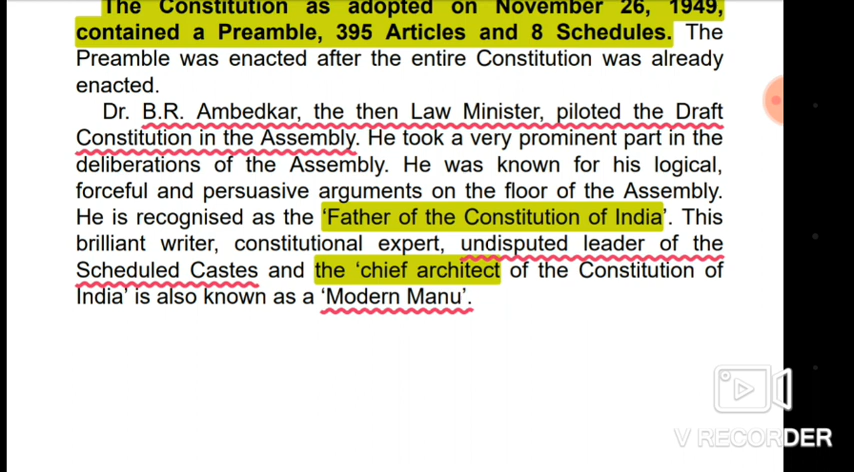 The Constitution as adopted on November 26, 1949,
contained a Preamble, 395 Articles and 8 Schedules. The
Preamble was enacted after the entire Constitution was already
enacted.
Dr. B.R. Ambedkar, the then Law Minister, piloted the Draft
Constitution in the Assembly. He took a very prominent part in the
deliberations of the Assembly. He was known for his logical,
forceful and persuasive arguments on the floor of the Assembly.
He is recognised as the ‘Father of the Constitution of India’. This
brilliant writer, constitutional expert, undisputed leader of the
Scheduled Castes and the ‘chief architect of the Constitution of
India’ is also known as a ‘Modern Manu’.
V RECORDER